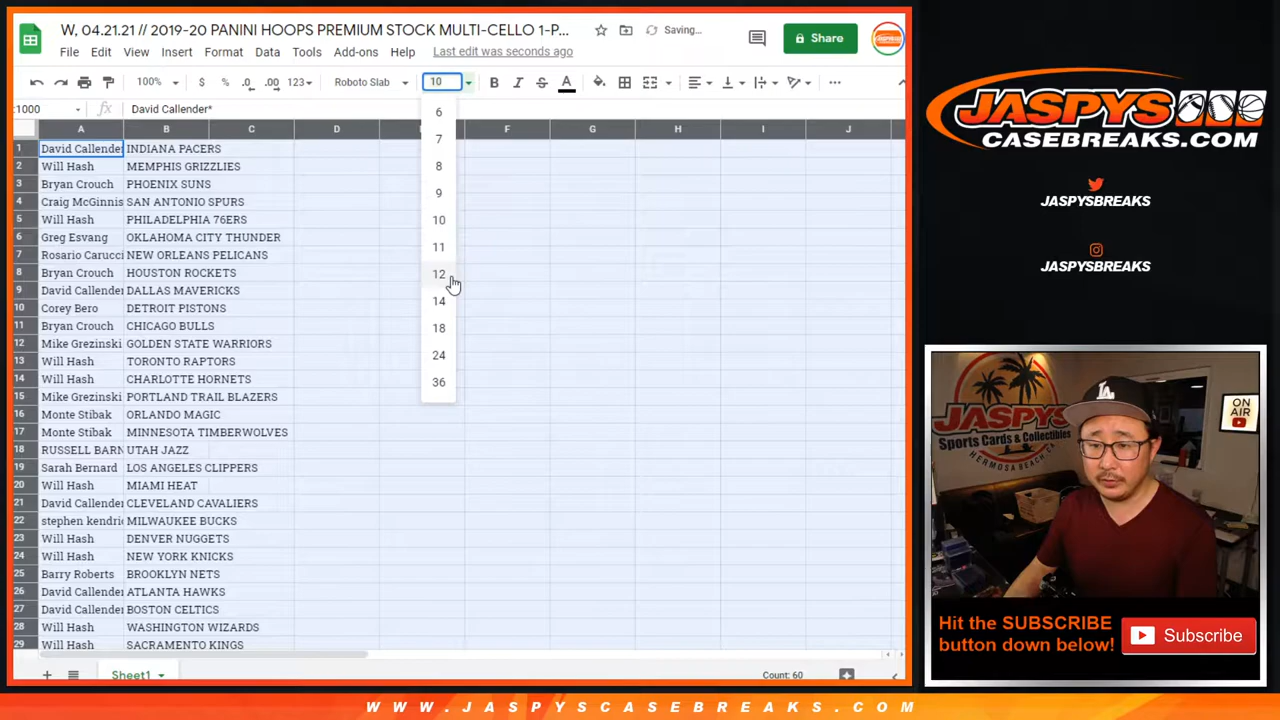 W, 04.21.21 // 2019-20 PANINI HOOPS PREMIUM STOCK MULTI-CELLO 1-P...
Saving...
File Edit View Insert Format Data Tools Add-ons Help Last edit was seconds ago
Share
100% $ % .0 .00 123 Roboto Slab 10 B I S A
:1000 fx David Callender*
A B C D F G H I J
1 David Callender INDIANA PACERS
2 Will Hash MEMPHIS GRIZZLIES
3 Bryan Crouch PHOENIX SUNS
4 Craig McGinnis SAN ANTONIO SPURS
5 Will Hash PHILADELPHIA 76ERS
6 Greg Esvang OKLAHOMA CITY THUNDER
7 Rosario Carucci NEW ORLEANS PELICANS
8 Bryan Crouch HOUSTON ROCKETS
9 David Callender DALLAS MAVERICKS
10 Corey Bero DETROIT PISTONS
11 Bryan Crouch CHICAGO BULLS
12 Mike Grezinski GOLDEN STATE WARRIORS
13 Will Hash TORONTO RAPTORS
14 Will Hash CHARLOTTE HORNETS
15 Mike Grezinski PORTLAND TRAIL BLAZERS
16 Monte Stibak ORLANDO MAGIC
17 Monte Stibak MINNESOTA TIMBERWOLVES
18 RUSSELL BARN UTAH JAZZ
19 Sarah Bernard LOS ANGELES CLIPPERS
20 Will Hash MIAMI HEAT
21 David Callender CLEVELAND CAVALIERS
22 stephen kendric MILWAUKEE BUCKS
23 Will Hash DENVER NUGGETS
24 Will Hash NEW YORK KNICKS
25 Barry Roberts BROOKLYN NETS
26 David Callender ATLANTA HAWKS
27 David Callender BOSTON CELTICS
28 Will Hash WASHINGTON WIZARDS
29 Will Hash SACRAMENTO KINGS
6
7
8
9
10
11
12
14
18
24
36
Sheet1
Count: 60
JASPYS
CASEBREAKS.COM
JASPYSBREAKS
JASPYSBREAKS
JASPYS
Sports Cards & Collectibles
HERMOSA BEACH CA
ON
AIR
LA
Hit the SUBSCRIBE
button down below!
Subscribe
WWW.JASPYSCASEBREAKS.COM